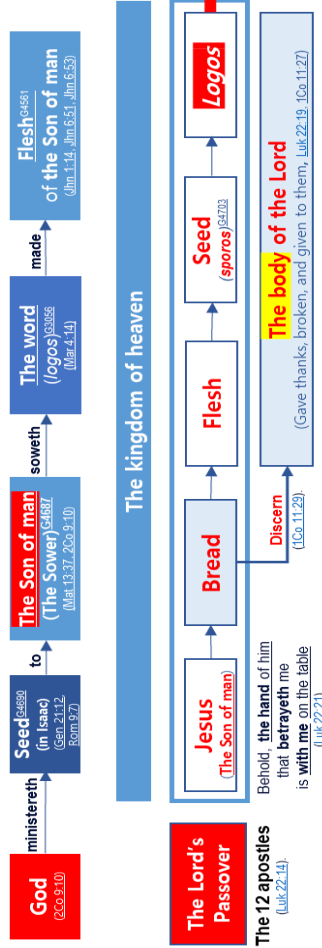 God
(2Co 9:10)
ministereth
Seed G4690
(in Isaac)
(Gen 21:12,
Rom 9:7)
to
The Son of man
(The Sower) G4687
(Mat 13:37, 2Co 9:10)
soweth
The word
(logos) G3056
(Mar 4:14)
made
Flesh G4561
of the Son of man
(Jhn 1:14, Jhn 6:51, Jhn 6:53)
The kingdom of heaven
The Lord's
Passover
Jesus
(The Son of man)
Bread
Flesh
Seed
(sporos) G4703
Logos
The 12 apostles
(Luk 22:14).
Behold, the hand of him
that betrayeth me
is with me on the table
(Luk 22:21)
Discern
(1Co 11:29).
The body of the Lord
(Gave thanks, broken, and given to them, Luk 22:19, 1Co 11:27)